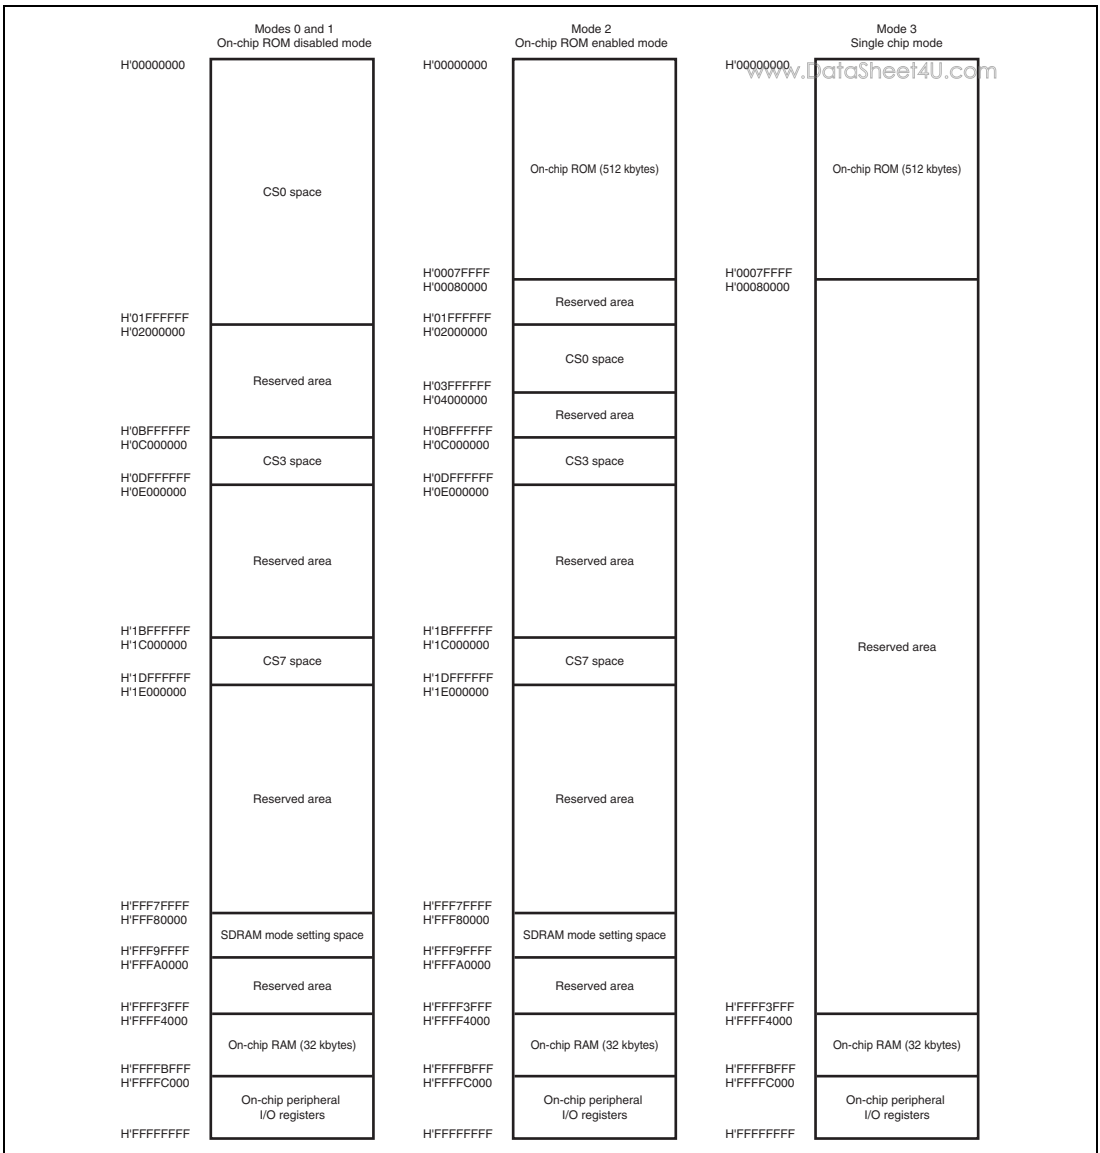 Modes 0 and 1
On-chip ROM disabled mode
H'00000000
CS0 space
H'01FFFFFF
H'02000000
Reserved area
H'0BFFFFFF
H'0C000000
CS3 space
H'0DFFFFFF
H'0E000000
Reserved area
H'1BFFFFFF
H'1C000000
CS7 space
H'1DFFFFFF
H'1E000000
Reserved area
H'FFF7FFFF
H'FFF80000
SDRAM mode setting space
H'FFF9FFFF
H'FFFA0000
Reserved area
H'FFFF3FFF
H'FFFF4000
On-chip RAM (32 kbytes)
H'FFFFBFFF
H'FFFFC000
On-chip peripheral
I/O registers
H'FFFFFFFF
Mode 2
On-chip ROM enabled mode
H'00000000
On-chip ROM (512 kbytes)
H'0007FFFF
H'00080000
Reserved area
H'01FFFFFF
H'02000000
CS0 space
H'03FFFFFF
H'04000000
Reserved area
H'0BFFFFFF
H'0C000000
CS3 space
H'0DFFFFFF
H'0E000000
Reserved area
H'1BFFFFFF
H'1C000000
CS7 space
H'1DFFFFFF
H'1E000000
Reserved area
H'FFF7FFFF
H'FFF80000
SDRAM mode setting space
H'FFF9FFFF
H'FFFA0000
Reserved area
H'FFFF3FFF
H'FFFF4000
On-chip RAM (32 kbytes)
H'FFFFBFFF
H'FFFFC000
On-chip peripheral
I/O registers
H'FFFFFFFF
Mode 3
Single chip mode
H'00000000
www.DataSheet4U.com
On-chip ROM (512 kbytes)
H'0007FFFF
H'00080000
Reserved area
H'FFFF3FFF
H'FFFF4000
On-chip RAM (32 kbytes)
H'FFFFBFFF
H'FFFFC000
On-chip peripheral
I/O registers
H'FFFFFFFF